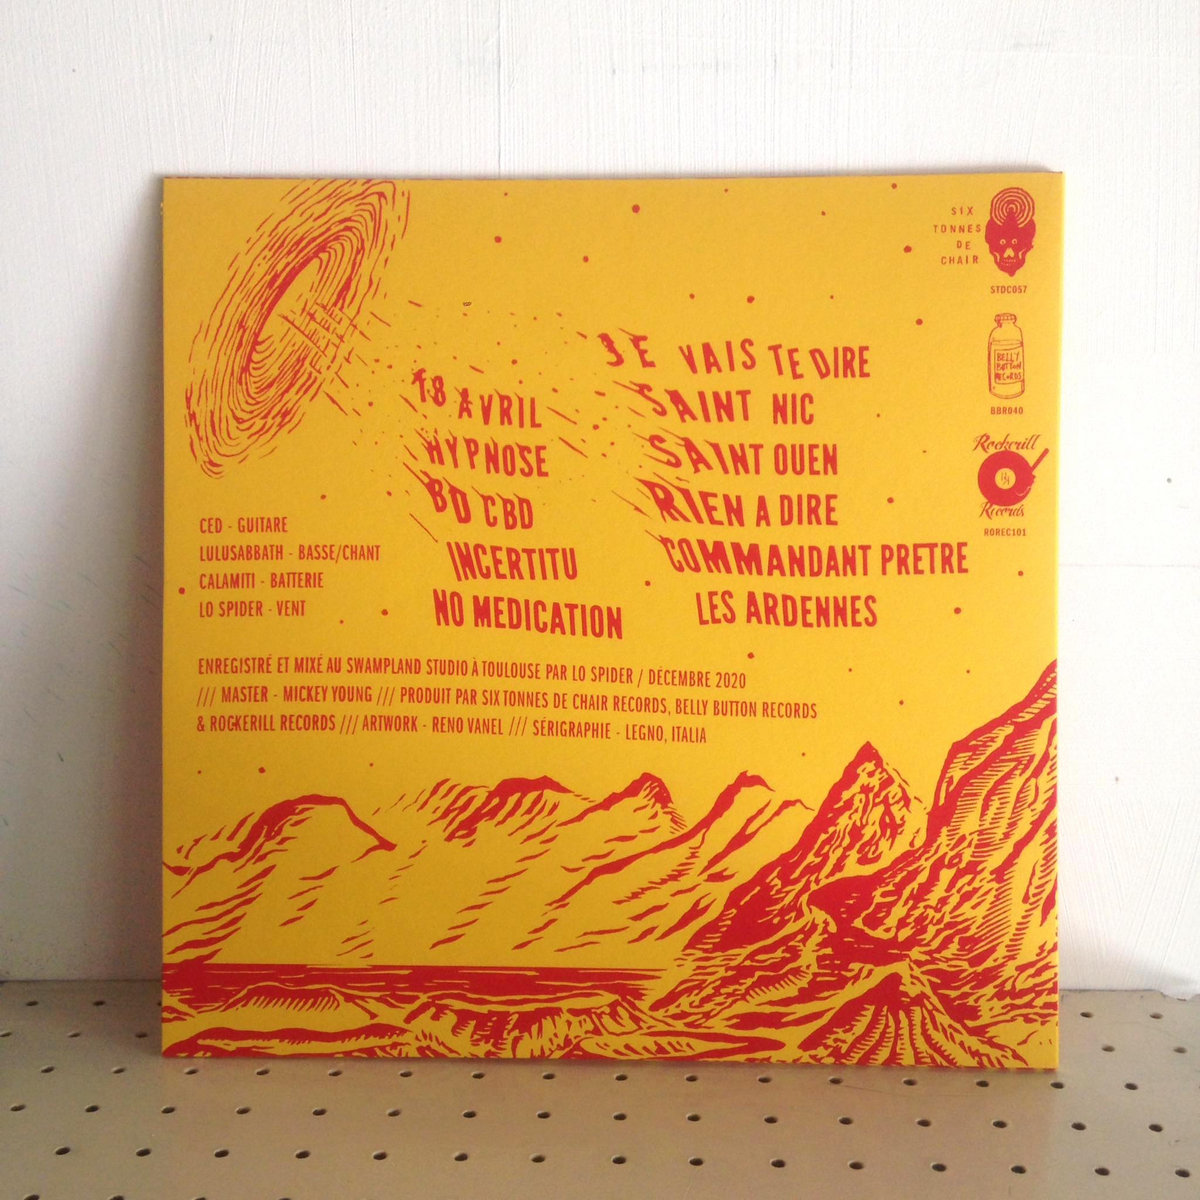 SIX
TONNES
DE
CHAIR
STDC057
BELLY
BUTTON
RECORDS
BBR040
Rockerill
Records
ROREC101
18 AVRIL
HYPNOSE
BD CBD
INCERTITU
NO MEDICATION
JE VAIS TE DIRE
SAINT NIC
SAINT OUEN
RIEN A DIRE
COMMANDANT PRETRE
LES ARDENNES
CED - GUITARE
LULUSABBATH - BASSE/CHANT
CALAMITI - BATTERIE
LO SPIDER - VENT
ENREGISTRÉ ET MIXÉ AU SWAMPLAND STUDIO À TOULOUSE PAR LO SPIDER / DÉCEMBRE 2020
/// MASTER - MICKEY YOUNG /// PRODUIT PAR SIX TONNES DE CHAIR RECORDS, BELLY BUTTON RECORDS
& ROCKERILL RECORDS /// ARTWORK - RENO VANEL /// SÉRIGRAPHIE - LEGNO, ITALIA